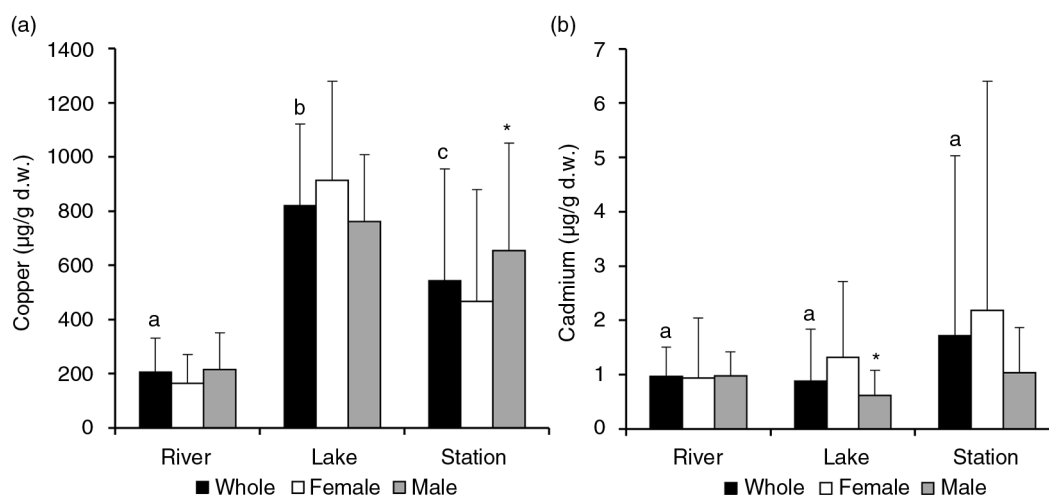 (a)
1400
1200
1000
800
600
400
200
0
Copper (µg/g d.w.)
a
b
c
*
River Lake Station
Whole Female Male
(b)
7
6
5
4
3
2
1
0
Cadmium (µg/g d.w.)
a
a
*
a
River Lake Station
Whole Female Male